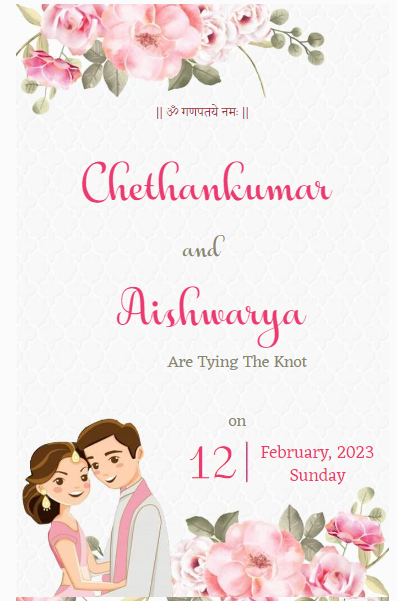 || ॐ गणपतये नमः ||
Chethankumar
and
Aishwarya
Are Tying The Knot
on
12 | February, 2023
Sunday